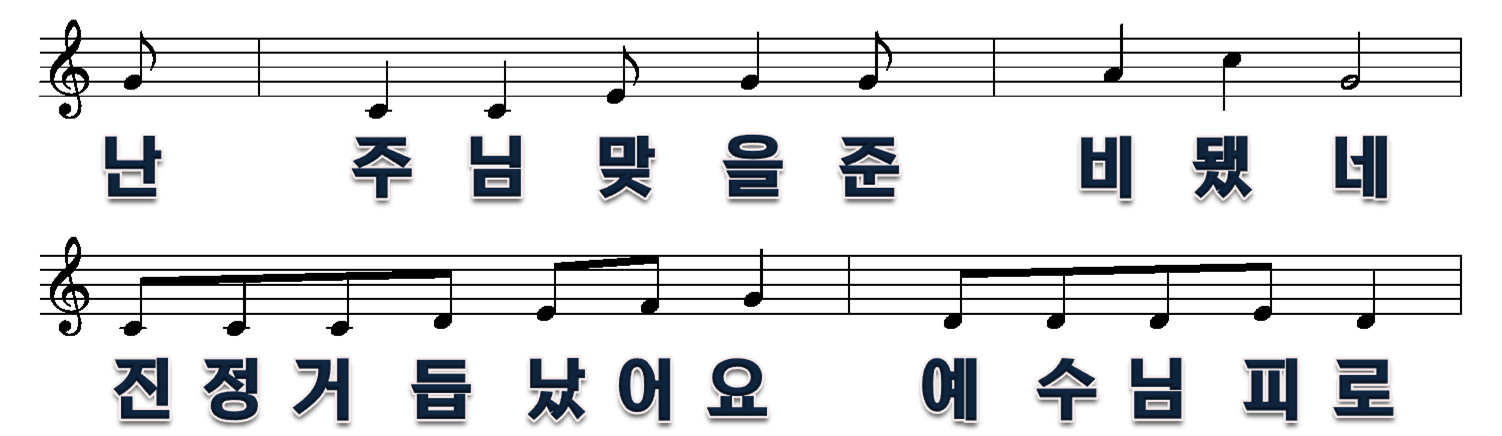 난 주 님 맞 을 준 비 됐 네
진 정 거 듭 났 어 요 예 수 님 피 로